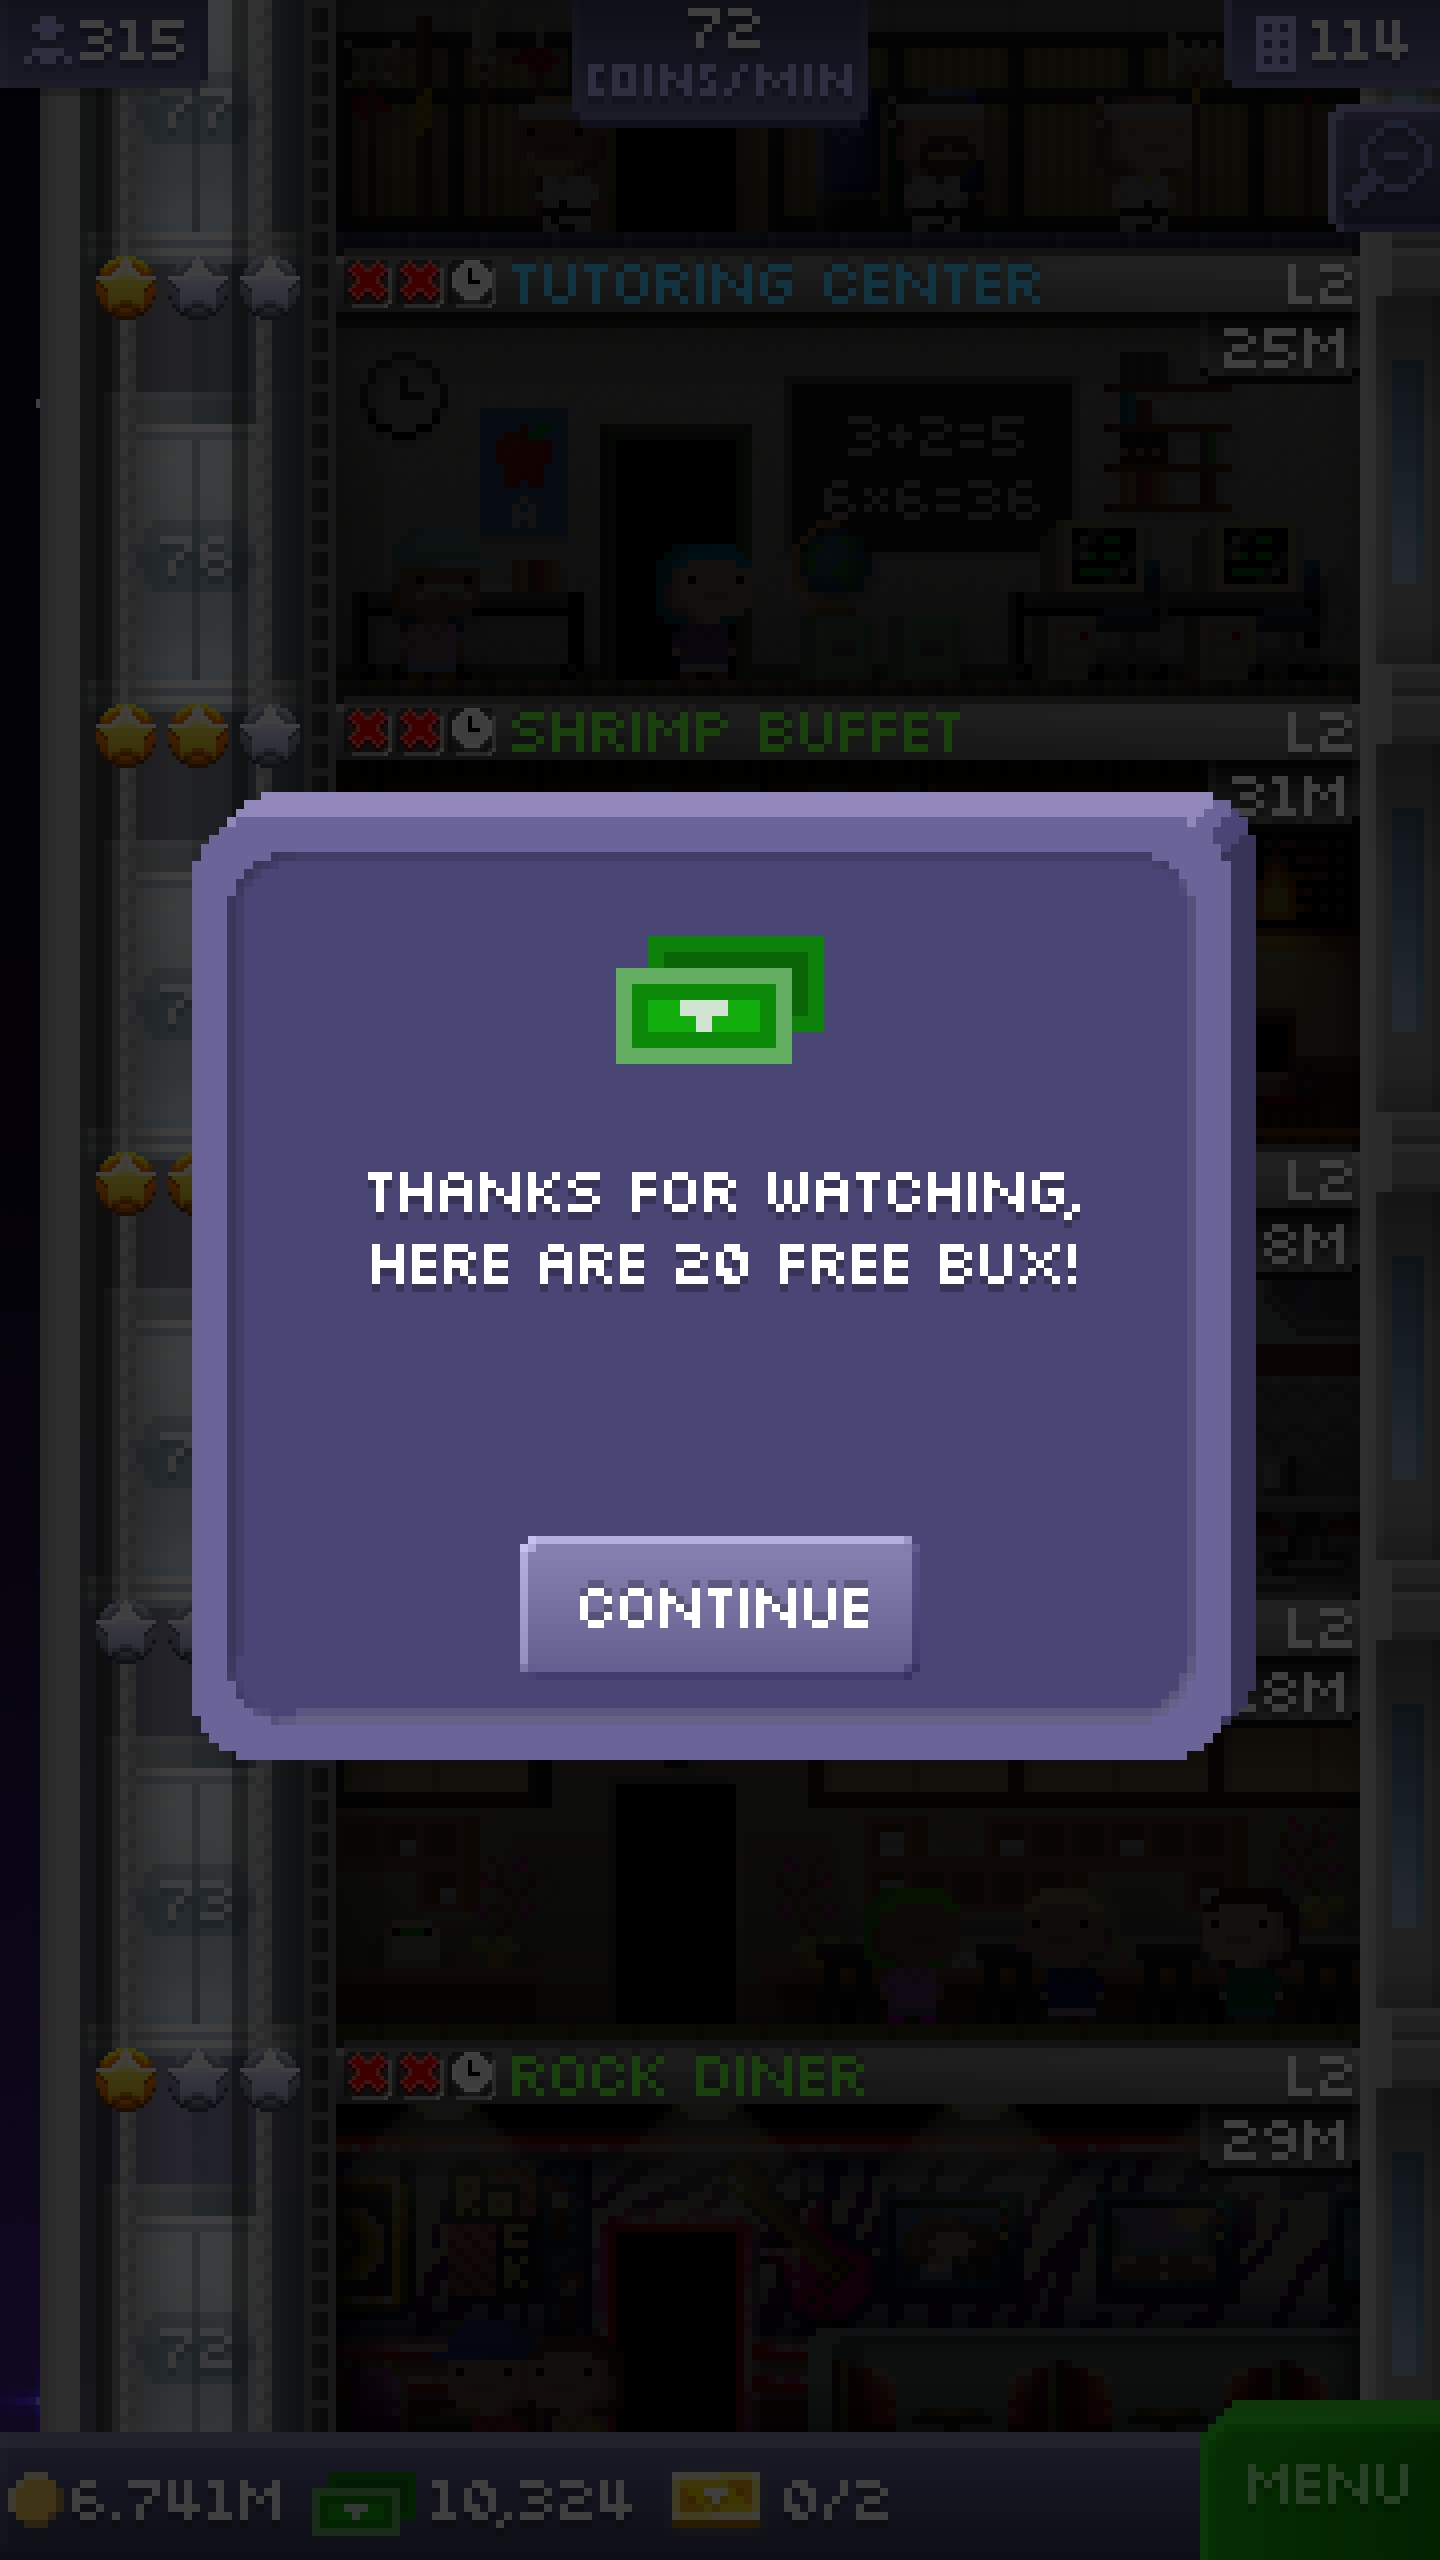 315
72
COINS/MIN
114
77
TUTORING CENTER
L2
25M
3+2=5
6×6=36
A
78
SHRIMP BUFFET
L2
31M
L2
8M
THANKS FOR WATCHING,
HERE ARE 20 FREE BUX!
CONTINUE
L2
8M
73
ROCK DINER
L2
29M
72
6.741M
10,324
0/2
MENU